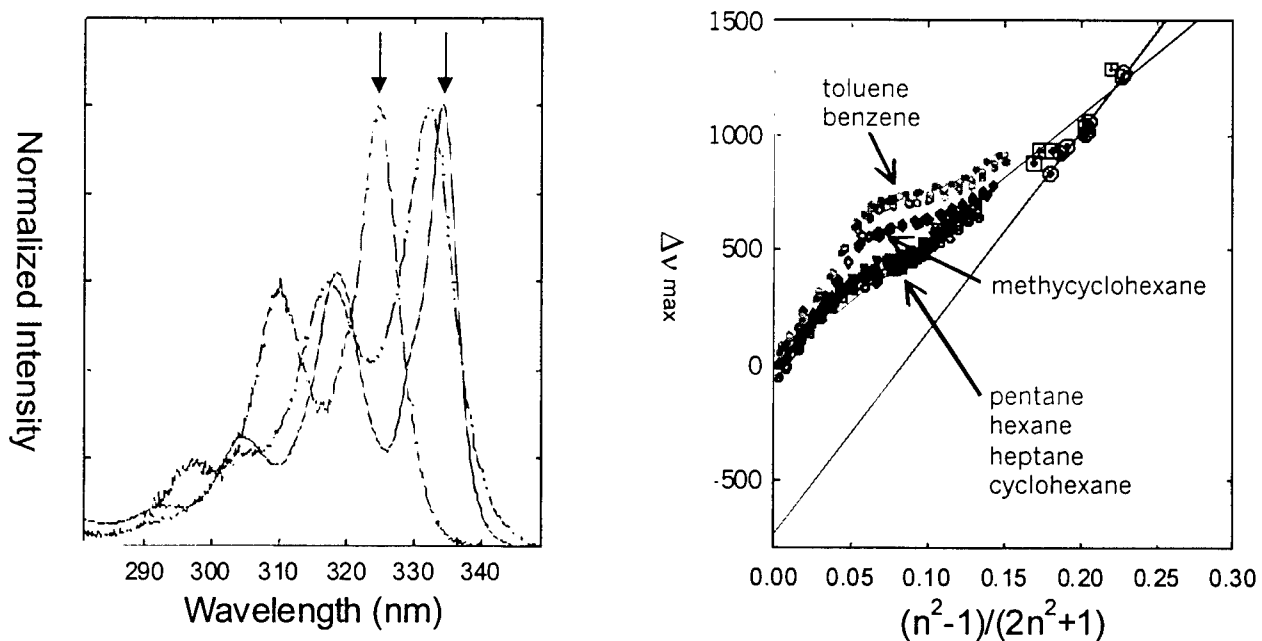 Normalized Intensity
290 300 310 320 330 340
Wavelength (nm)
1500
1000
500
0
-500
Δν max
toluene
benzene
methycyclohexane
pentane
hexane
heptane
cyclohexane
0.00 0.05 0.10 0.15 0.20 0.25 0.30
(n²-1)/(2n²+1)